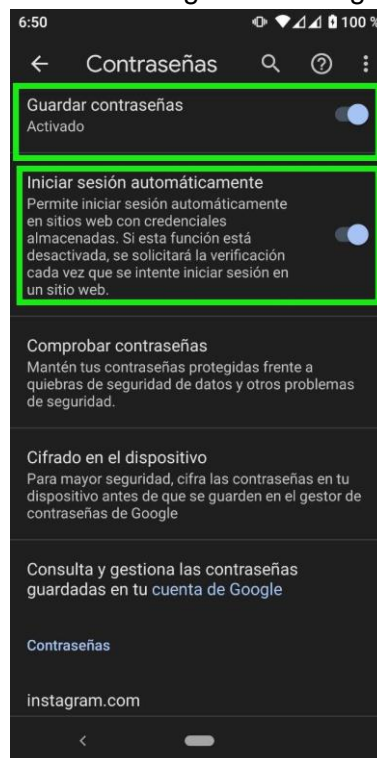 6:50
100 %
Contraseñas
Guardar contraseñas
Activado
Iniciar sesión automáticamente
Permite iniciar sesión automáticamente
en sitios web con credenciales
almacenadas. Si esta función está
desactivada, se solicitará la verificación
cada vez que se intente iniciar sesión en
un sitio web.
Comprobar contraseñas
Mantén tus contraseñas protegidas frente a
quiebras de seguridad de datos y otros problemas
de seguridad.
Cifrado en el dispositivo
Para mayor seguridad, cifra las contraseñas en tu
dispositivo antes de que se guarden en el gestor de
contraseñas de Google
Consulta y gestiona las contraseñas
guardadas en tu cuenta de Google
Contraseñas
instagram.com